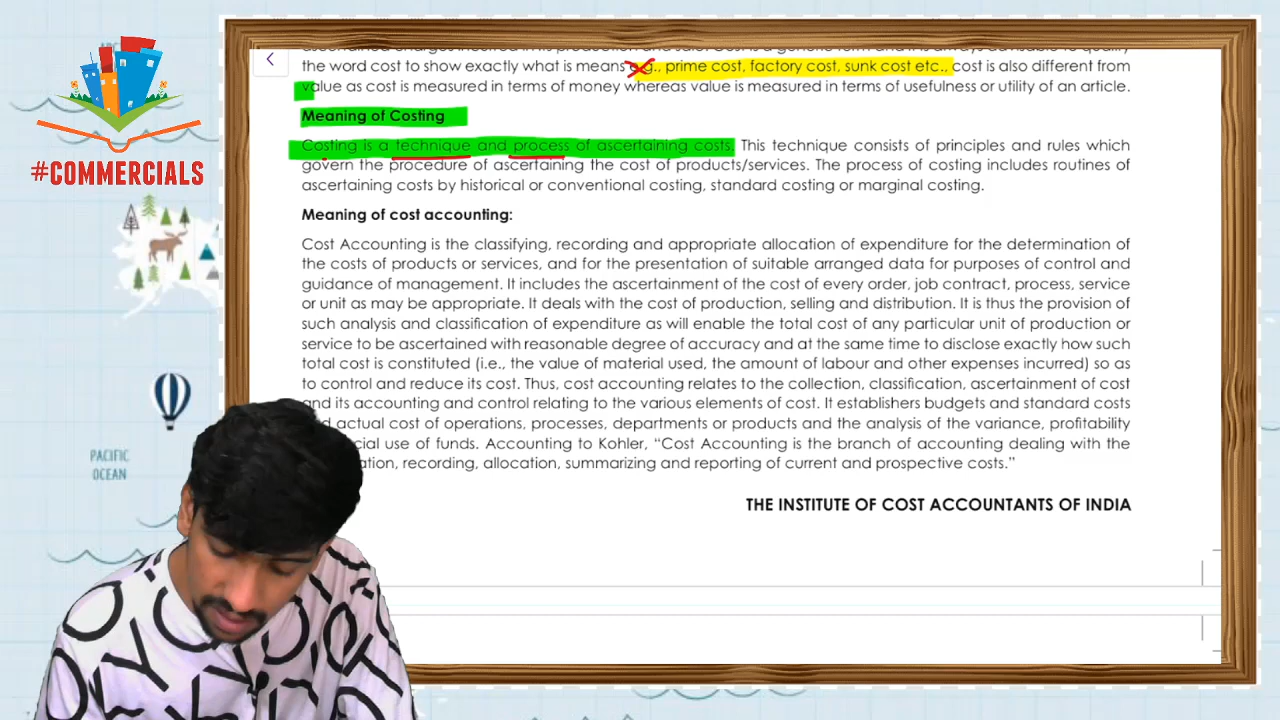 #COMMERCIALS
PACIFIC
OCEAN
the word cost to show exactly what is means e.g., prime cost, factory cost, sunk cost etc., cost is also different from
value as cost is measured in terms of money whereas value is measured in terms of usefulness or utility of an article.
Meaning of Costing
Costing is a technique and process of ascertaining costs. This technique consists of principles and rules which
govern the procedure of ascertaining the cost of products/services. The process of costing includes routines of
ascertaining costs by historical or conventional costing, standard costing or marginal costing.
Meaning of cost accounting:
Cost Accounting is the classifying, recording and appropriate allocation of expenditure for the determination of
the costs of products or services, and for the presentation of suitable arranged data for purposes of control and
guidance of management. It includes the ascertainment of the cost of every order, job contract, process, service
or unit as may be appropriate. It deals with the cost of production, selling and distribution. It is thus the provision of
such analysis and classification of expenditure as will enable the total cost of any particular unit of production or
service to be ascertained with reasonable degree of accuracy and at the same time to disclose exactly how such
total cost is constituted (i.e., the value of material used, the amount of labour and other expenses incurred) so as
to control and reduce its cost. Thus, cost accounting relates to the collection, classification, ascertainment of cost
and its accounting and control relating to the various elements of cost. It establishers budgets and standard costs
actual cost of operations, processes, departments or products and the analysis of the variance, profitability
use of funds. Accounting to Kohler, “Cost Accounting is the branch of accounting dealing with the
recording, allocation, summarizing and reporting of current and prospective costs.”
THE INSTITUTE OF COST ACCOUNTANTS OF INDIA